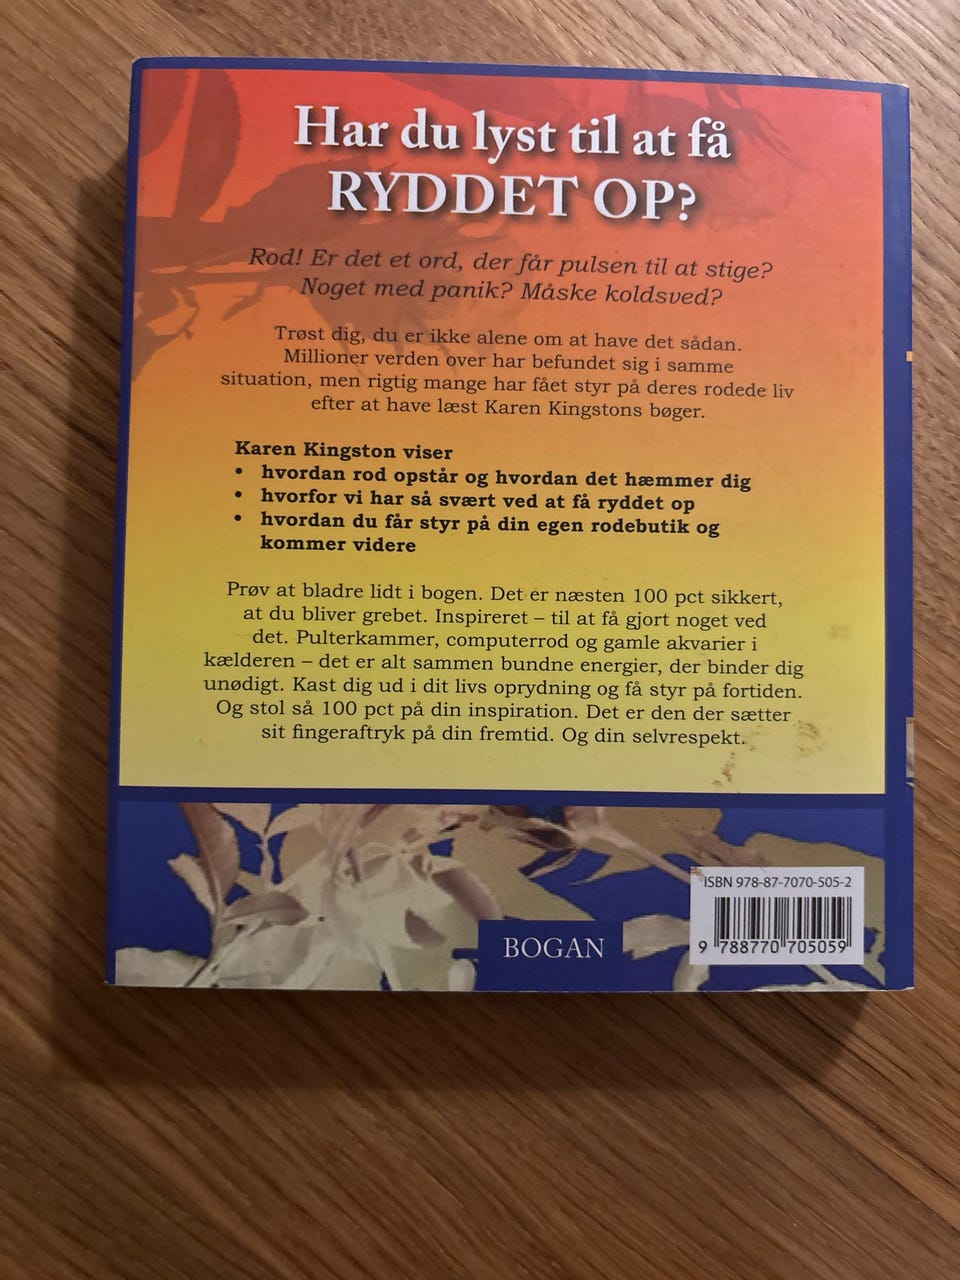 Har du lyst til at få
RYDDET OP?
Rod! Er det et ord, der får pulsen til at stige?
Noget med panik? Måske koldsved?
Trøst dig, du er ikke alene om at have det sådan.
Millioner verden over har befundet sig i samme
situation, men rigtig mange har fået styr på deres rodede liv
efter at have læst Karen Kingstons bøger.
Karen Kingston viser
• hvordan rod opstår og hvordan det hæmmer dig
• hvorfor vi har så svært ved at få ryddet op
• hvordan du får styr på din egen rodebutik og
kommer videre
Prøv at bladre lidt i bogen. Det er næsten 100 pct sikkert,
at du bliver grebet. Inspireret – til at få gjort noget ved
det. Pulterkammer, computerrod og gamle akvarier i
kælderen – det er alt sammen bundne energier, der binder dig
unødigt. Kast dig ud i dit livs oprydning og få styr på fortiden.
Og stol så 100 pct på din inspiration. Det er den der sætter
sit fingeraftryk på din fremtid. Og din selvrespekt.
ISBN 978-87-7070-505-2
9 788770 705059
BOGAN